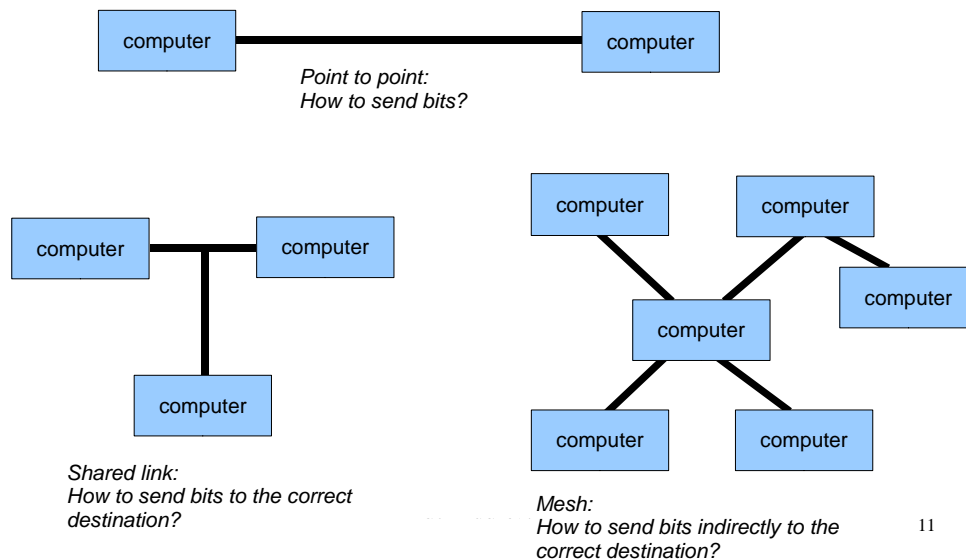 computer
computer
Point to point:
How to send bits?
computer
computer
computer
Shared link:
How to send bits to the correct
destination?
computer
computer
computer
computer
computer
computer
Mesh:
How to send bits indirectly to the
correct destination?
11